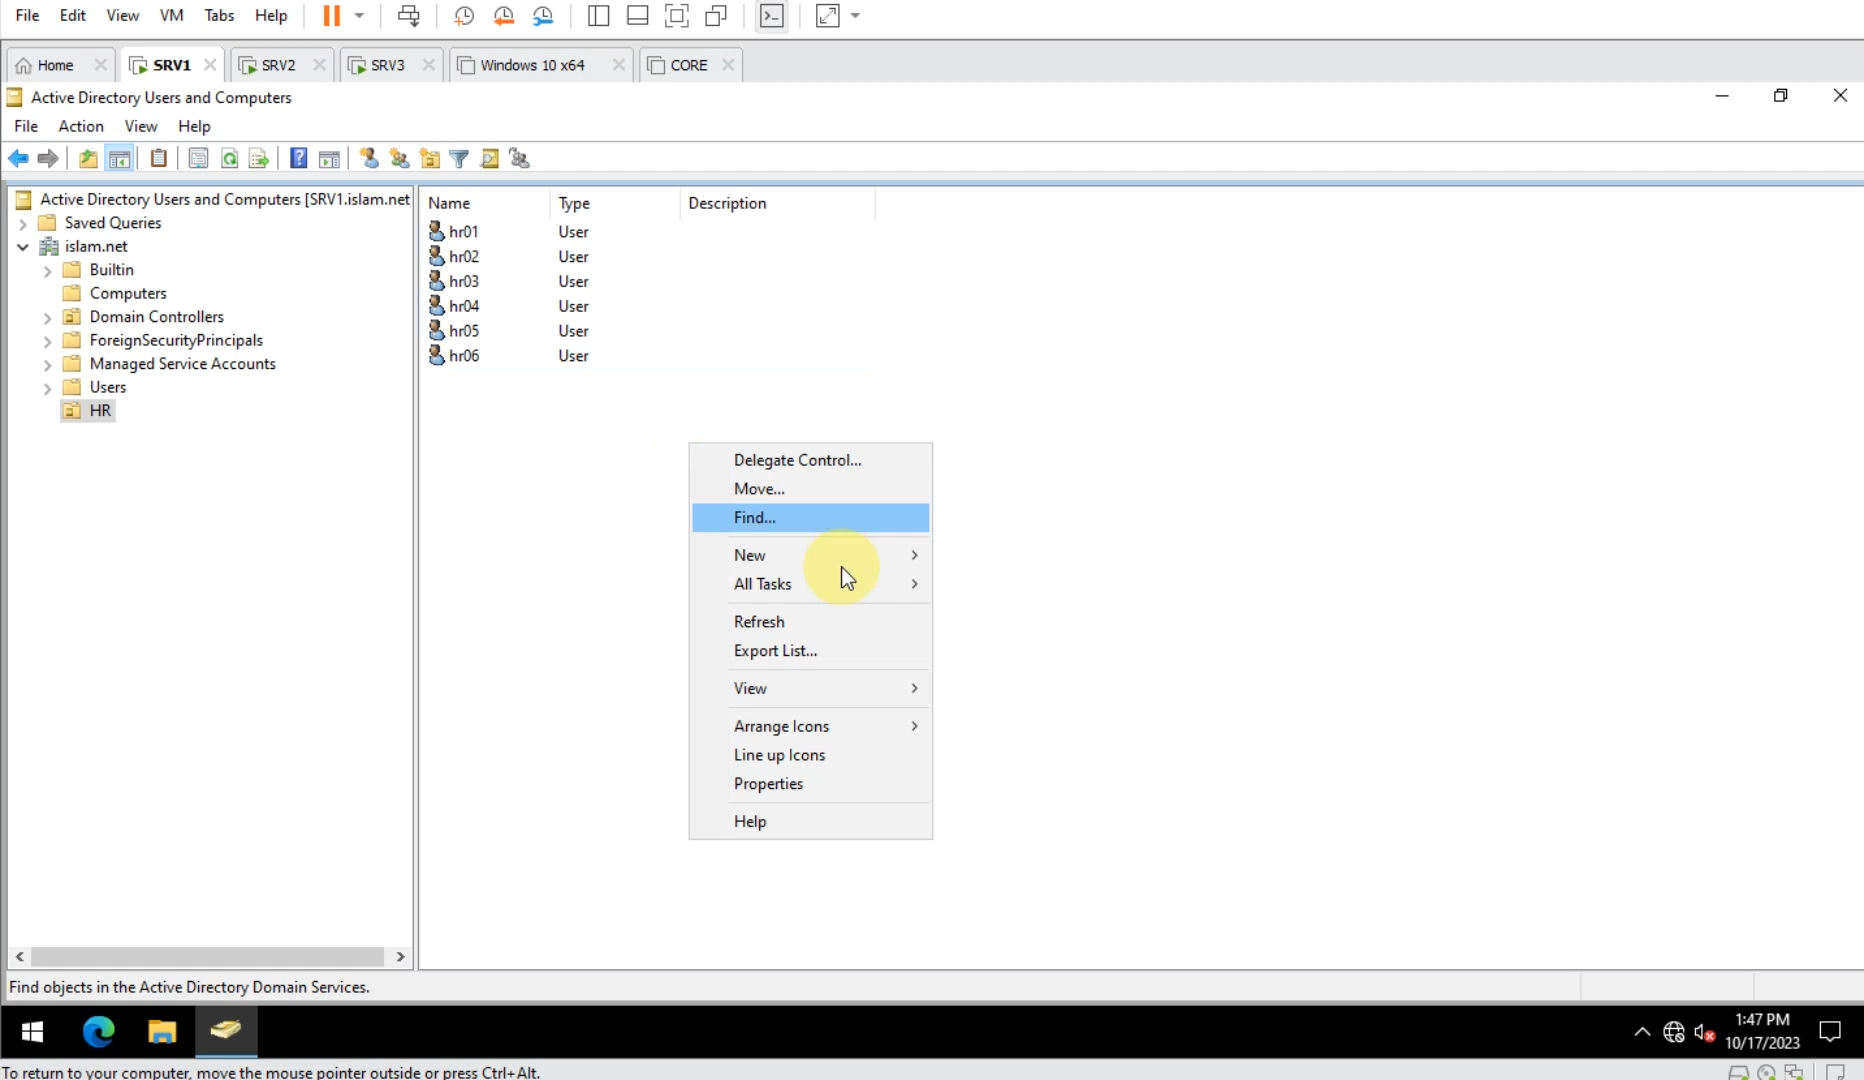 File Edit View VM Tabs Help
Home SRV1 SRV2 SRV3 Windows 10 x64 CORE
Active Directory Users and Computers
File Action View Help
Active Directory Users and Computers [SRV1.islam.net
Saved Queries
islam.net
Builtin
Computers
Domain Controllers
ForeignSecurityPrincipals
Managed Service Accounts
Users
HR
Name Type Description
hr01 User
hr02 User
hr03 User
hr04 User
hr05 User
hr06 User
Delegate Control...
Move...
Find...
New
All Tasks
Refresh
Export List...
View
Arrange Icons
Line up Icons
Properties
Help
Find objects in the Active Directory Domain Services.
1:47 PM
10/17/2023
To return to your computer, move the mouse pointer outside or press Ctrl+Alt.